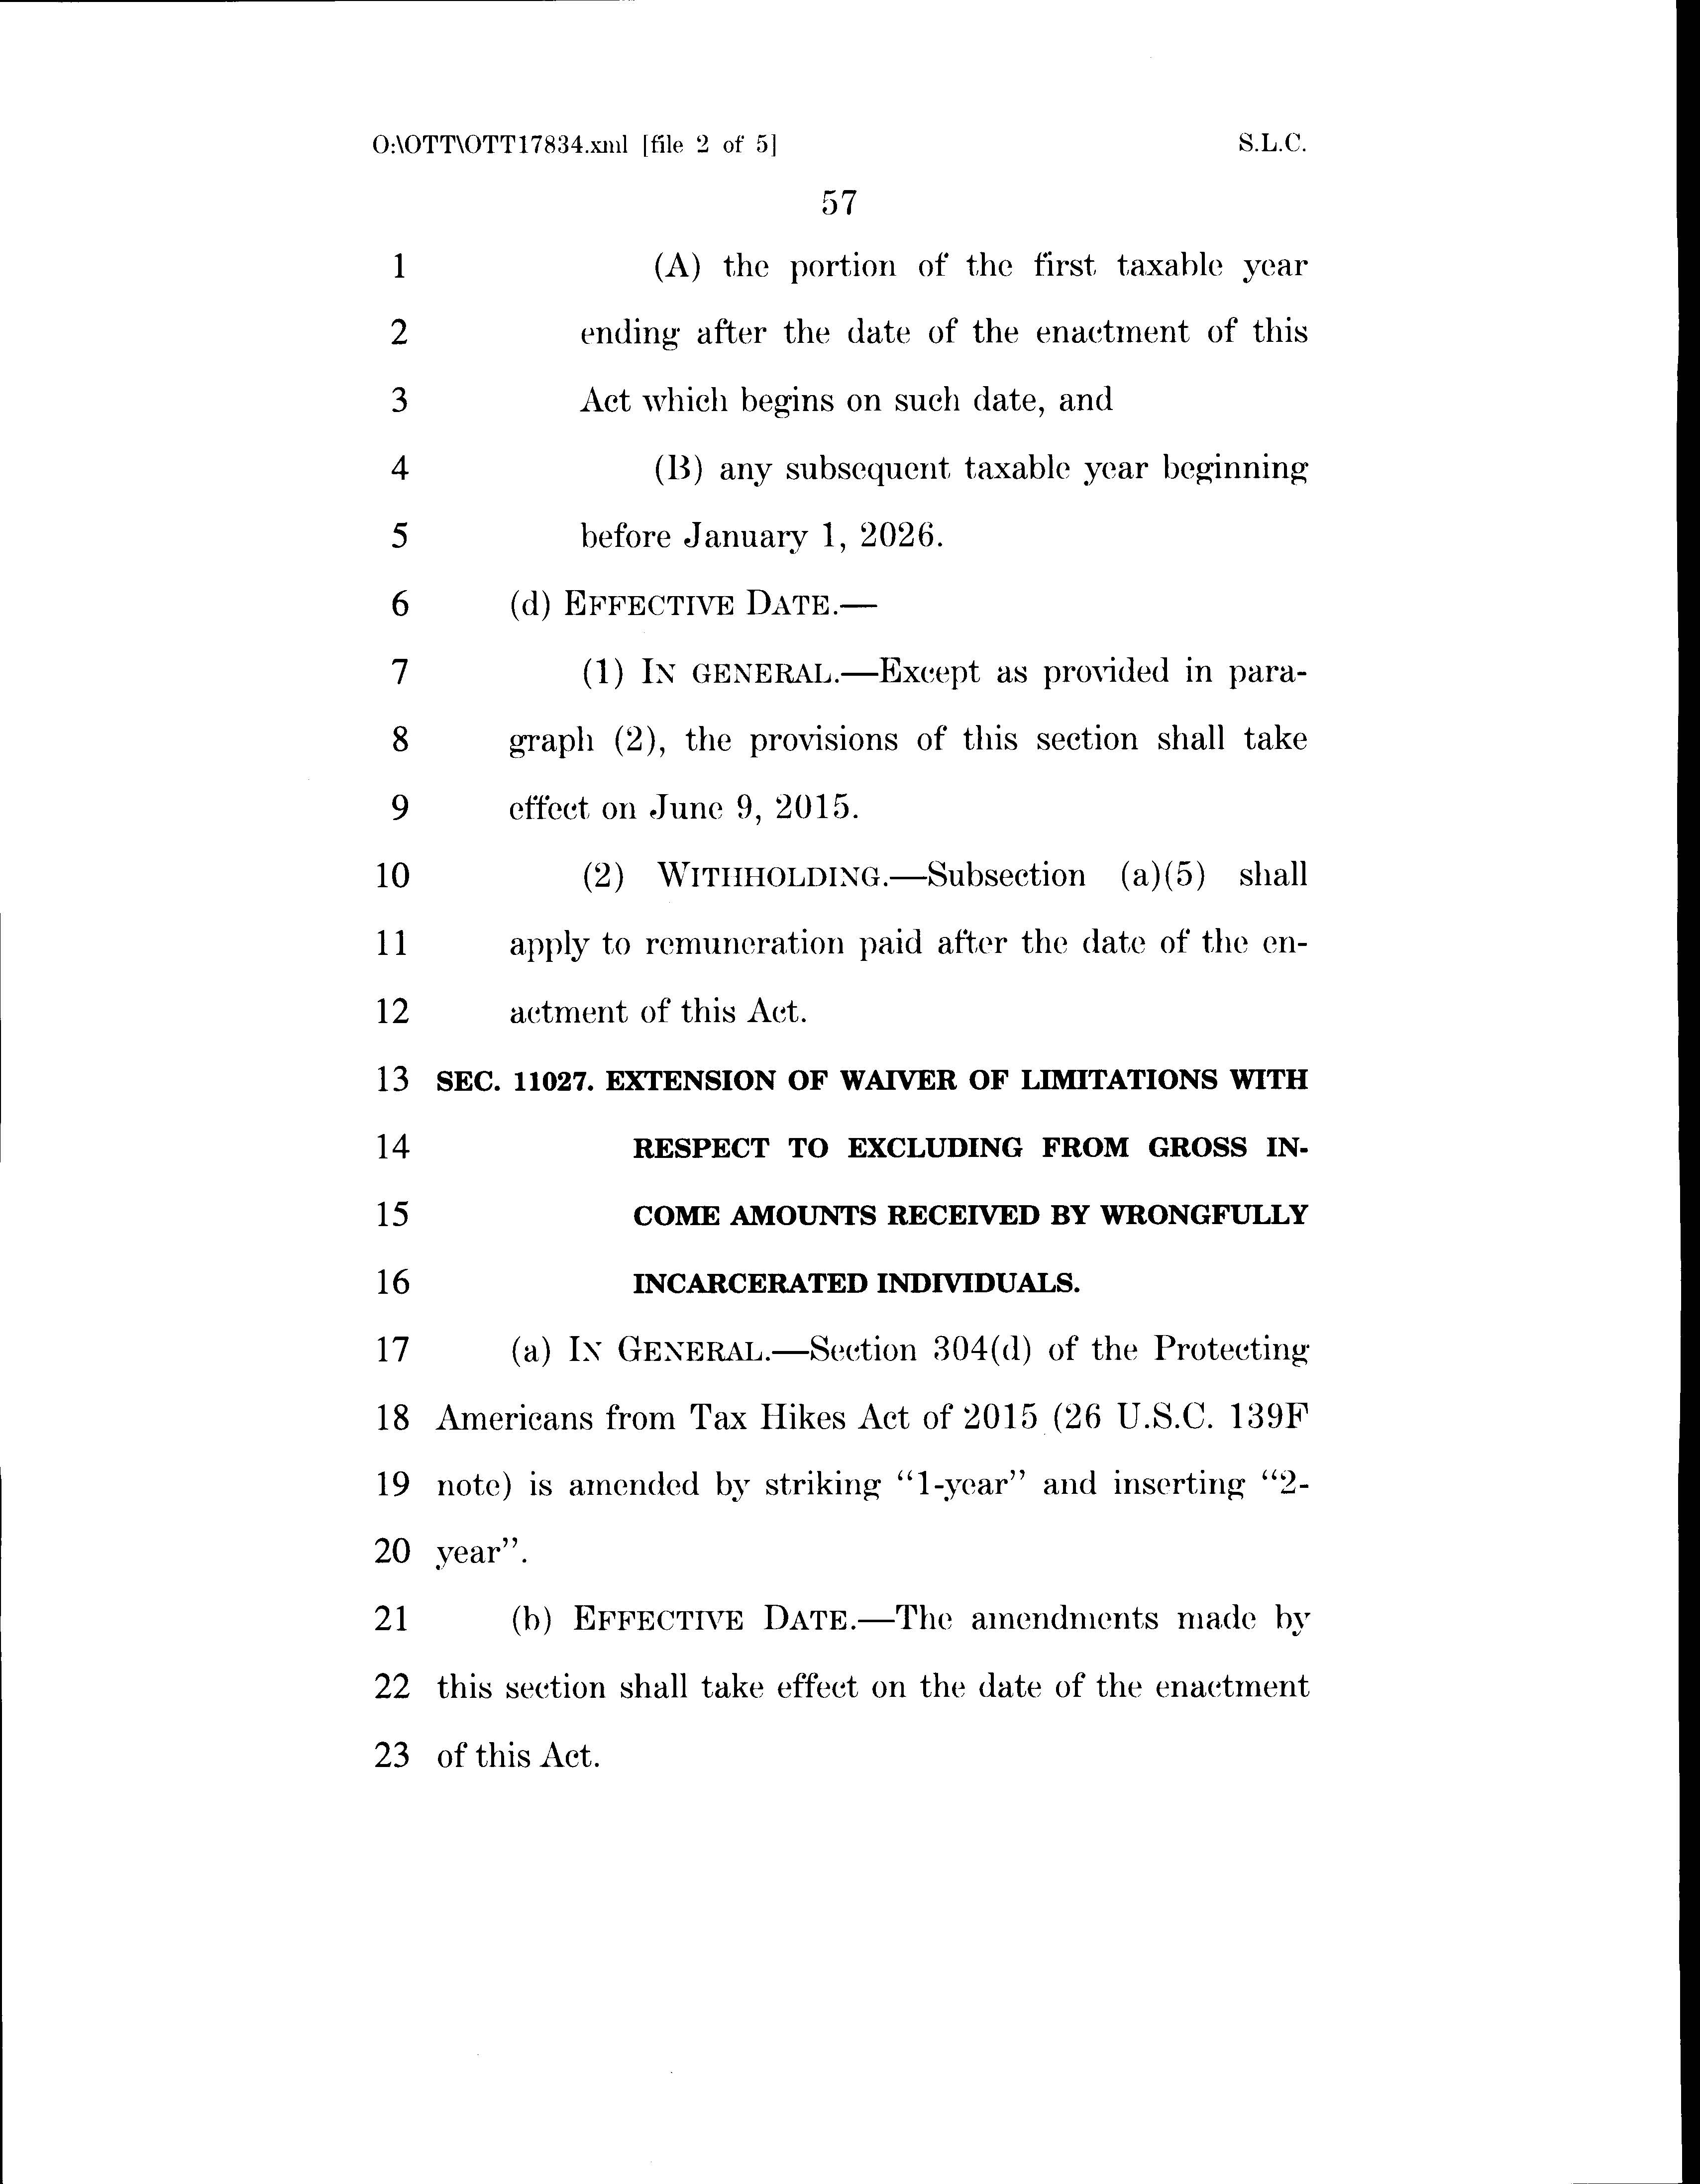 O:\OTT\OTT17834.xml [file 2 of 5] S.L.C.
57
1 (A) the portion of the first taxable year
2 ending after the date of the enactment of this
3 Act which begins on such date, and
4 (B) any subsequent taxable year beginning
5 before January 1, 2026.
6 (d) EFFECTIVE DATE.—
7 (1) IN GENERAL.—Except as provided in para-
8 graph (2), the provisions of this section shall take
9 effect on June 9, 2015.
10 (2) WITHHOLDING.—Subsection (a)(5) shall
11 apply to remuneration paid after the date of the en-
12 actment of this Act.
13 SEC. 11027. EXTENSION OF WAIVER OF LIMITATIONS WITH
14 RESPECT TO EXCLUDING FROM GROSS IN-
15 COME AMOUNTS RECEIVED BY WRONGFULLY
16 INCARCERATED INDIVIDUALS.
17 (a) IN GENERAL.—Section 304(d) of the Protecting
18 Americans from Tax Hikes Act of 2015 (26 U.S.C. 139F
19 note) is amended by striking “1-year” and inserting “2-
20 year”.
21 (b) EFFECTIVE DATE.—The amendments made by
22 this section shall take effect on the date of the enactment
23 of this Act.